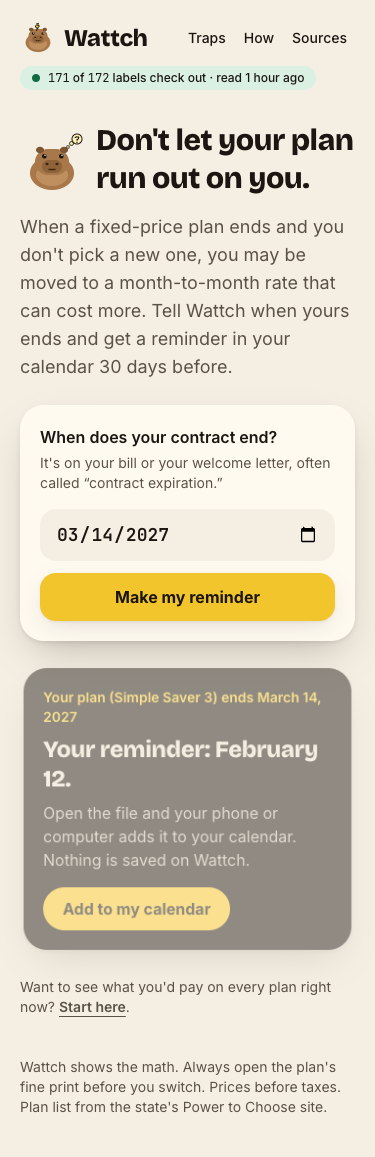 Wattch
Traps How Sources
171 of 172 labels check out · read 1 hour ago
?
Don't let your plan
run out on you.
When a fixed-price plan ends and you
don't pick a new one, you may be
moved to a month-to-month rate that
can cost more. Tell Wattch when yours
ends and get a reminder in your
calendar 30 days before.
When does your contract end?
It's on your bill or your welcome letter, often
called “contract expiration.”
03/14/2027
Make my reminder
Your plan (Simple Saver 3) ends March 14,
2027
Your reminder: February
12.
Open the file and your phone or
computer adds it to your calendar.
Nothing is saved on Wattch.
Add to my calendar
Want to see what you'd pay on every plan right
now? Start here.
Wattch shows the math. Always open the plan's
fine print before you switch. Prices before taxes.
Plan list from the state's Power to Choose site.